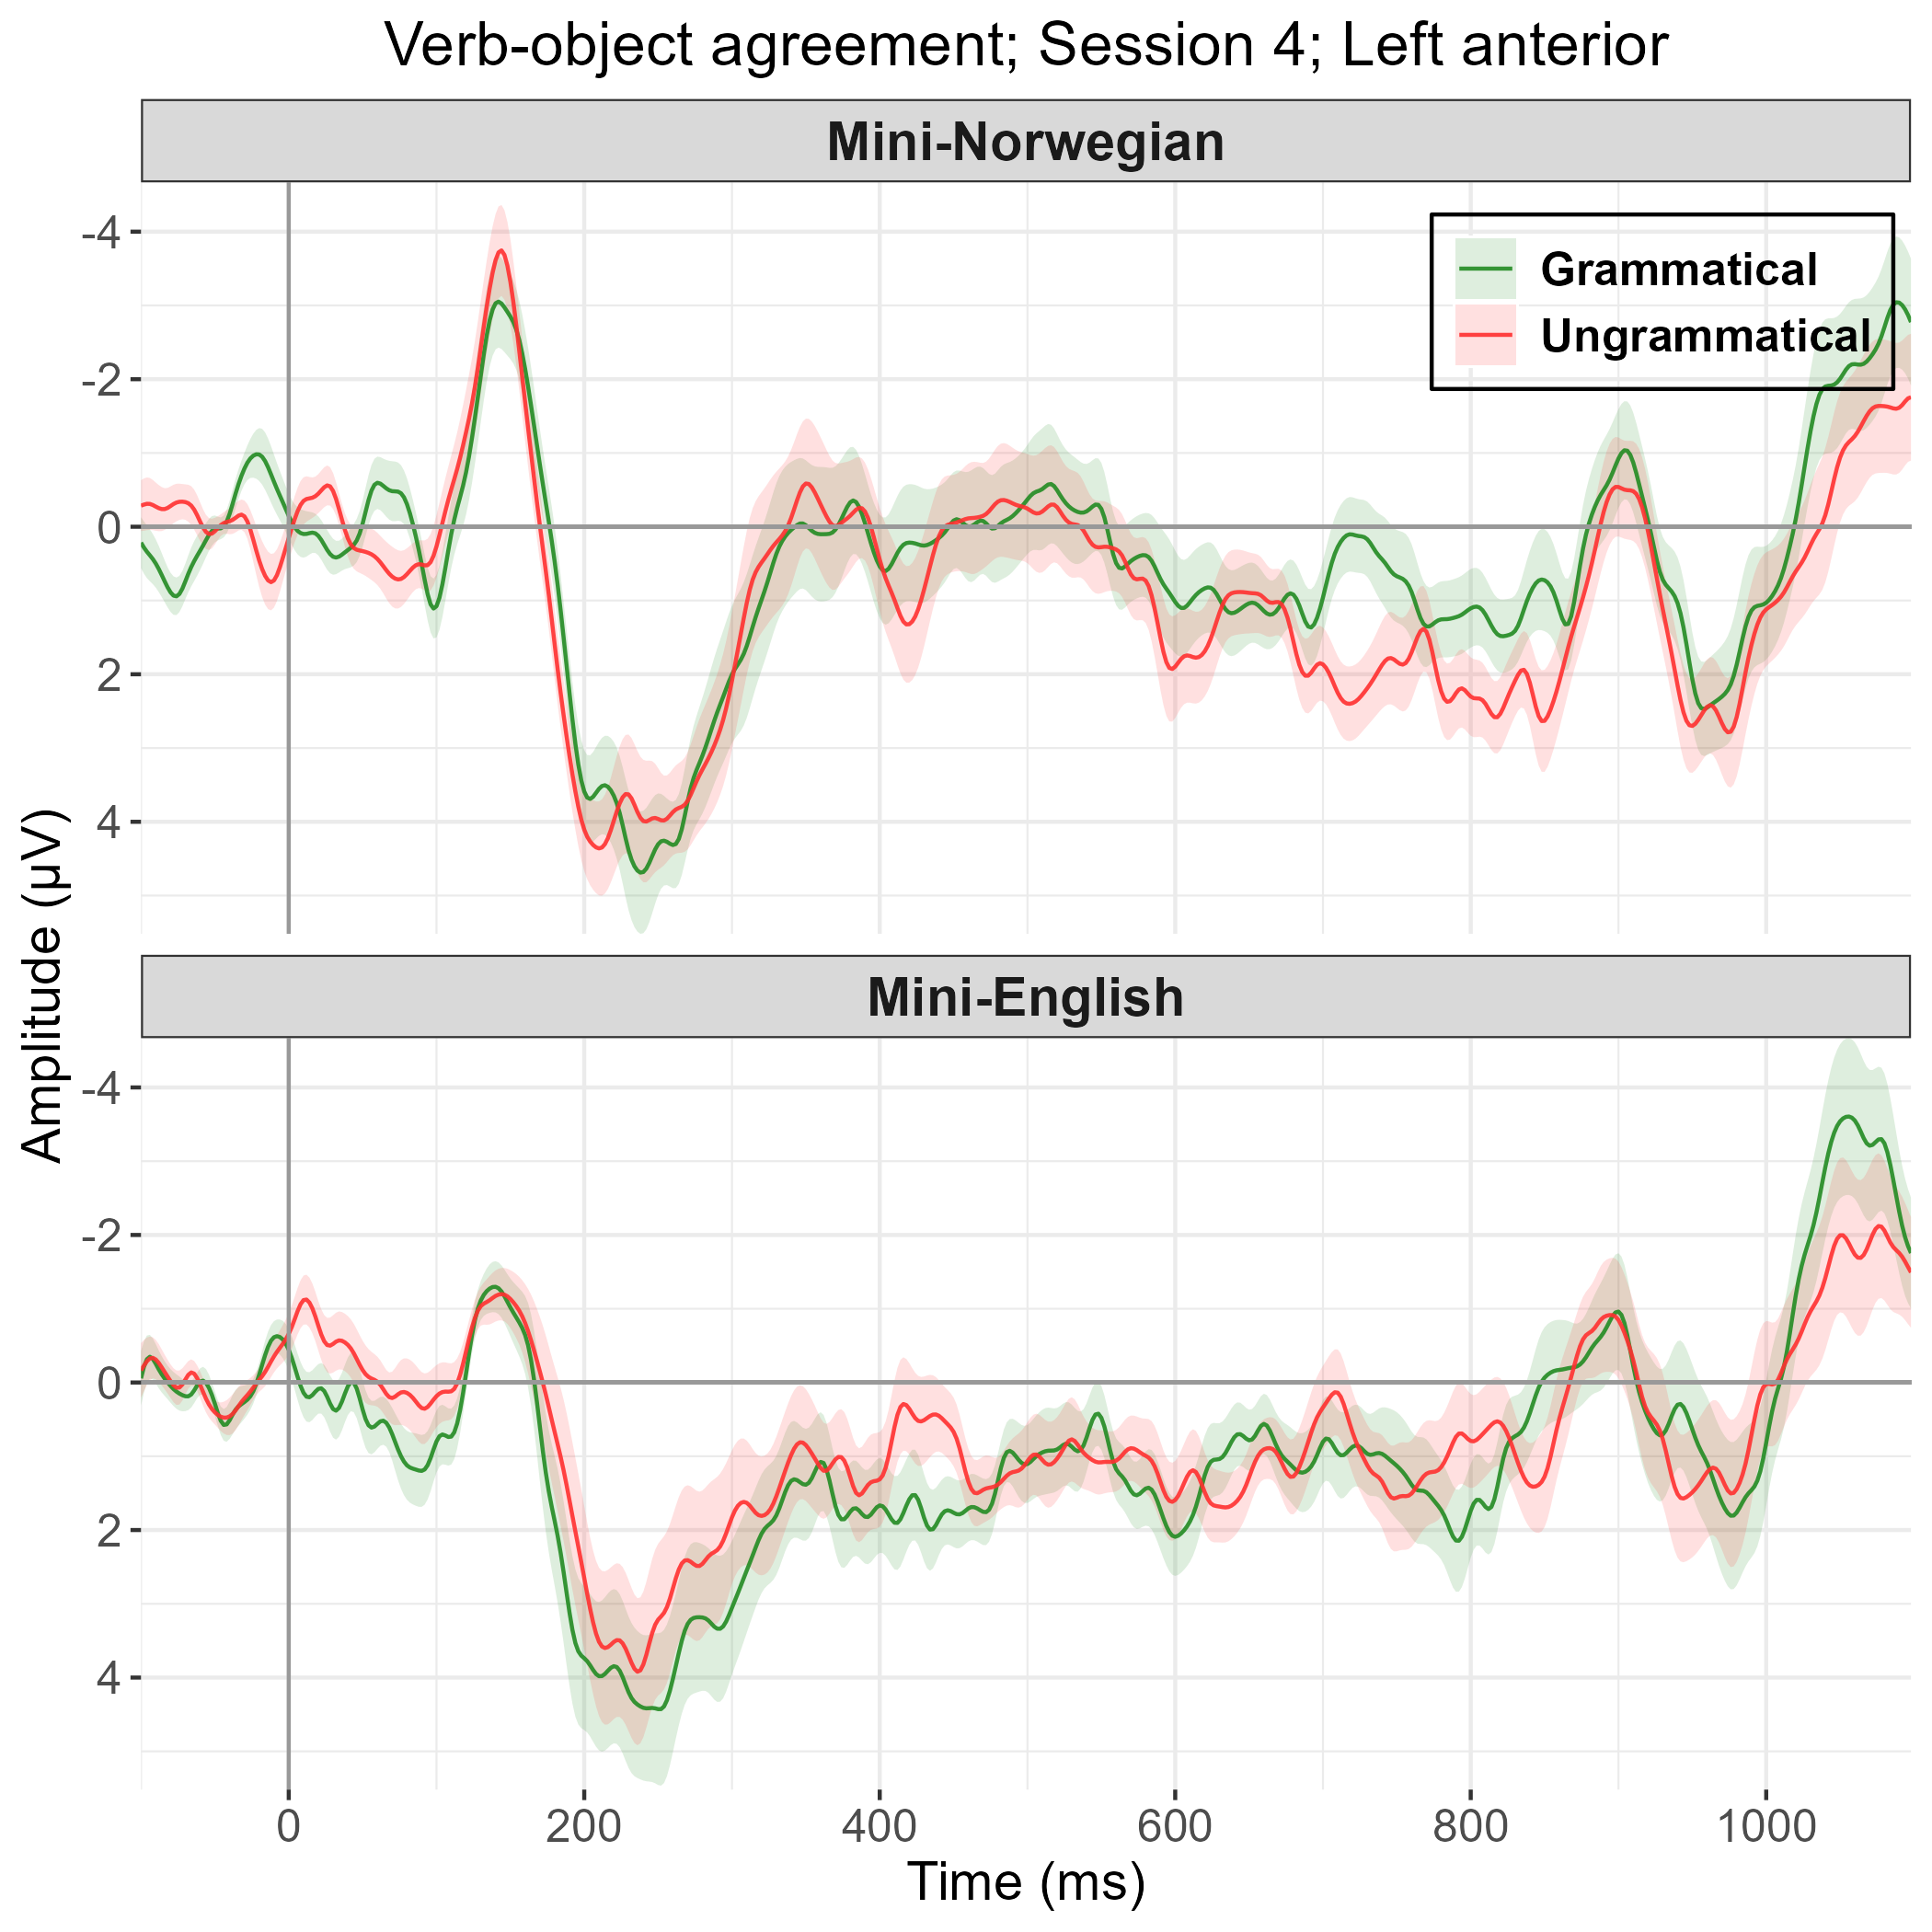 Verb-object agreement; Session 4; Left anterior
Mini-Norwegian
Grammatical
Ungrammatical
-4
-2
0
2
4
Mini-English
-4
-2
0
2
4
Amplitude (µV)
0 200 400 600 800 1000
Time (ms)